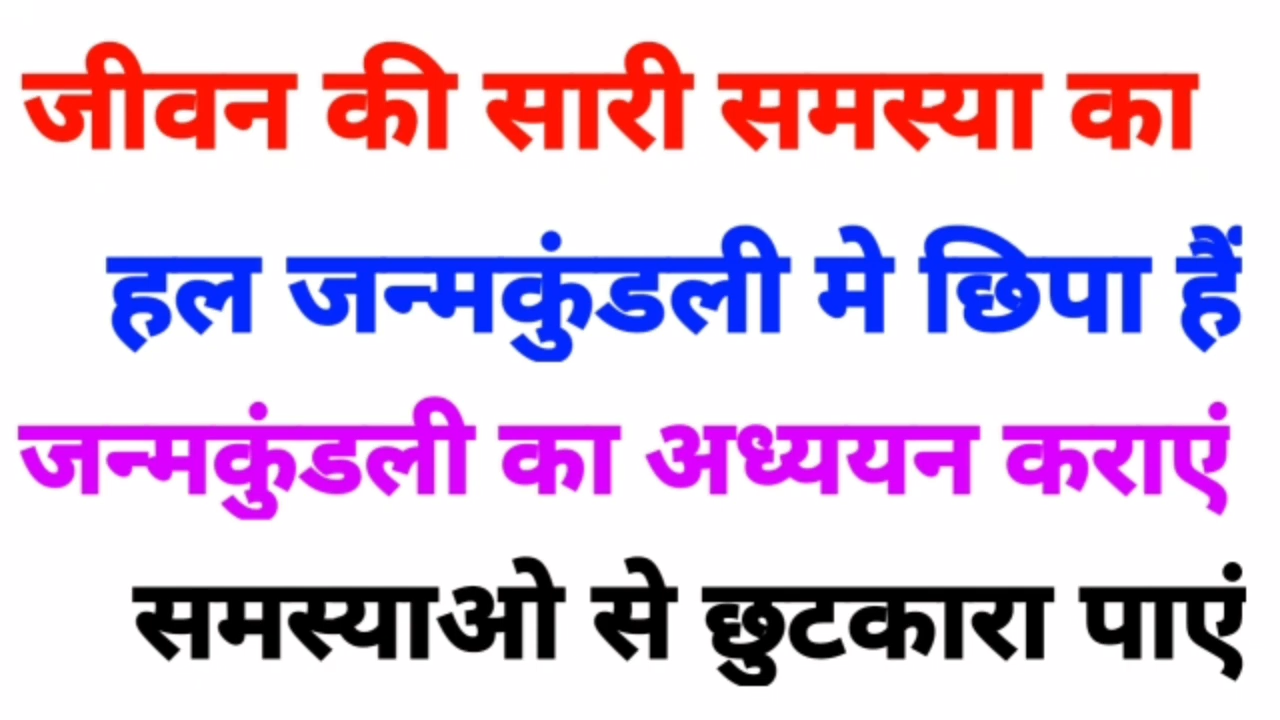 जीवन की सारी समस्या का
हल जन्मकुंडली मे छिपा हैं
जन्मकुंडली का अध्ययन कराएं
समस्याओ से छुटकारा पाएं